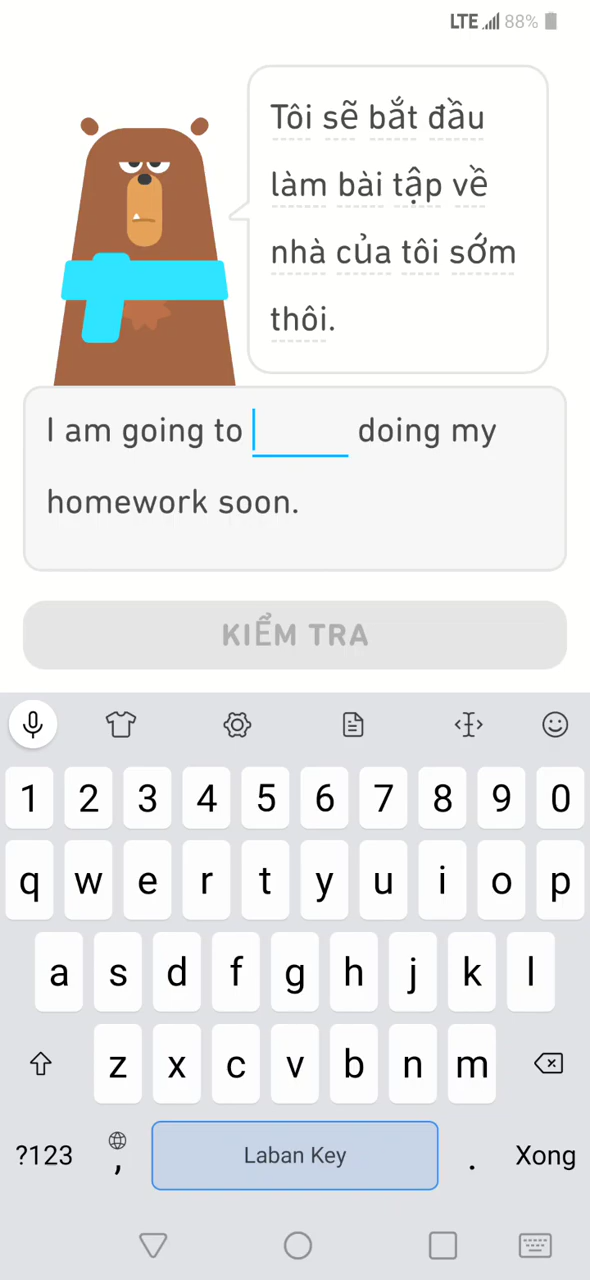 LTE 88%
Tôi sẽ bắt đầu
làm bài tập về
nhà của tôi sớm
thôi.
I am going to doing my
homework soon.
KIỂM TRA
1 2 3 4 5 6 7 8 9 0
q w e r t y u i o p
a s d f g h j k l
z x c v b n m
?123 , Laban Key . Xong